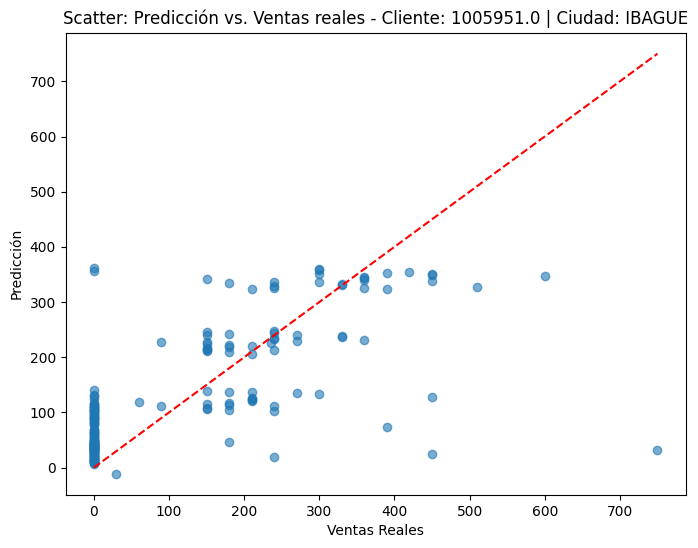 Scatter: Predicción vs. Ventas reales - Cliente: 1005951.0 | Ciudad: IBAGUE
700
600
500
400
300
200
100
0
Predicción
0 100 200 300 400 500 600 700
Ventas Reales